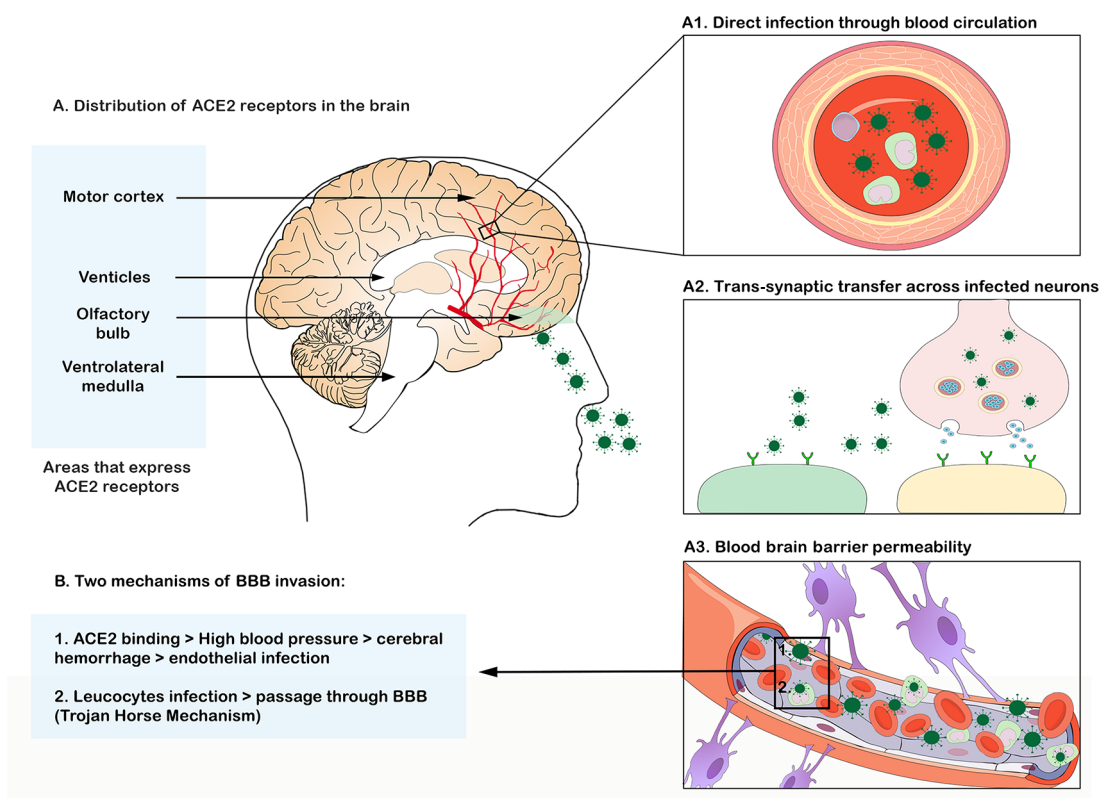 A1. Direct infection through blood circulation
A. Distribution of ACE2 receptors in the brain
Motor cortex
Venticles
Olfactory
bulb
Ventrolateral
medulla
Areas that express
ACE2 receptors
A2. Trans-synaptic transfer across infected neurons
A3. Blood brain barrier permeability
1.
2.
B. Two mechanisms of BBB invasion:
1. ACE2 binding > High blood pressure > cerebral
hemorrhage > endothelial infection
2. Leucocytes infection > passage through BBB
(Trojan Horse Mechanism)